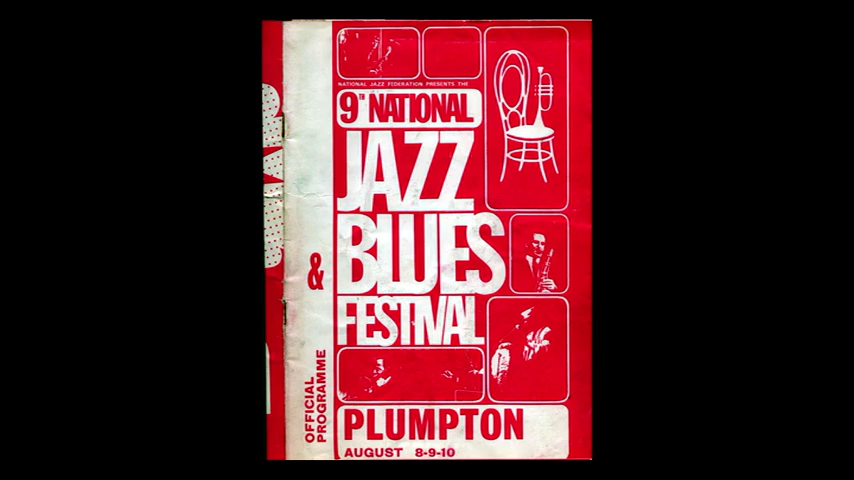 NATIONAL JAZZ FEDERATION PRESENTS THE
9TH NATIONAL
JAZZ
&
BLUES
FESTIVAL
OFFICIAL
PROGRAMME
PLUMPTON
AUGUST 8-9-10